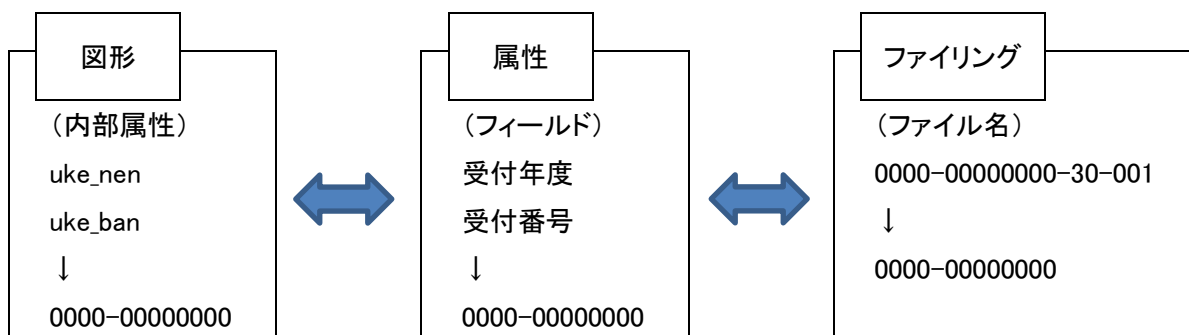 図形
(内部属性)
uke_nen
uke_ban
↓
0000-00000000
属性
(フィールド)
受付年度
受付番号
↓
0000-00000000
ファイリング
(ファイル名)
0000-00000000-30-001
↓
0000-00000000